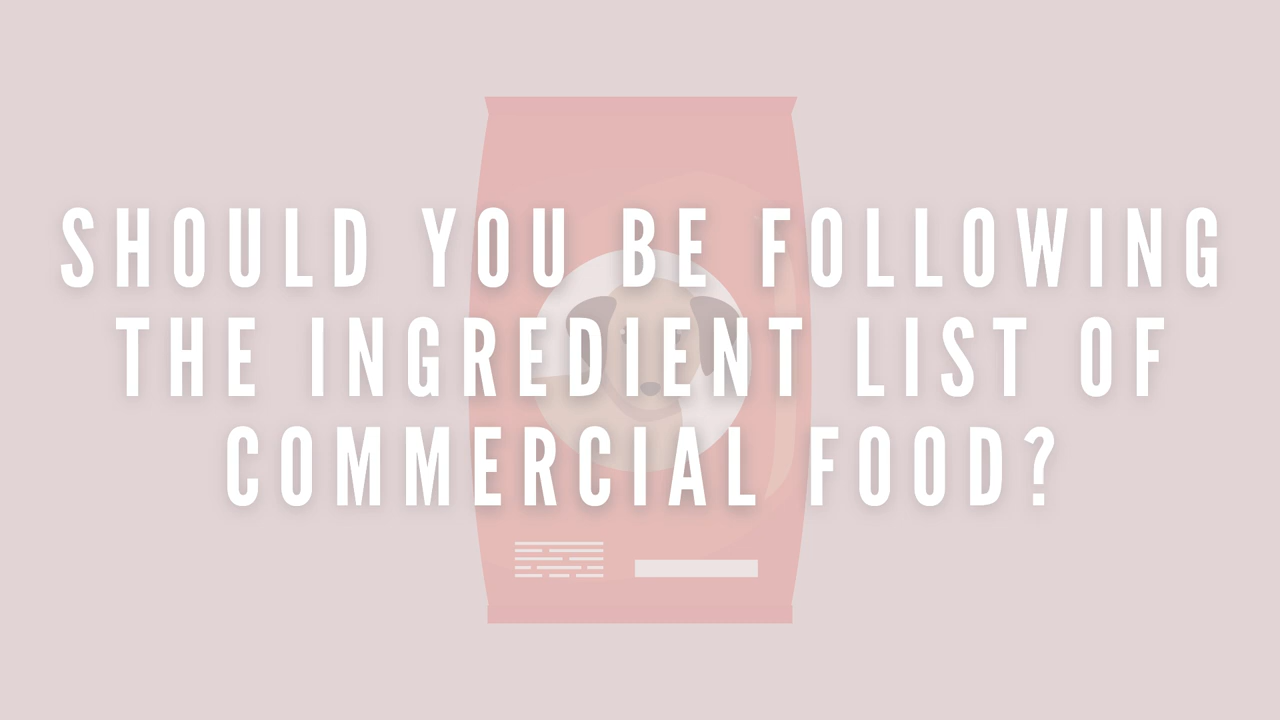 SHOULD YOU BE FOLLOWING
THE INGREDIENT LIST OF
COMMERCIAL FOOD?